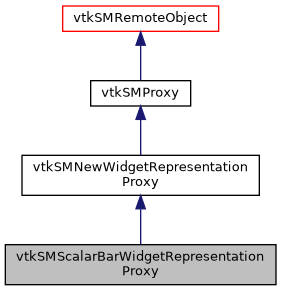 vtkSMRemoteObject
vtkSMProxy
vtkSMNewWidgetRepresentation
Proxy
vtkSMScalarBarWidgetRepresentation
Proxy